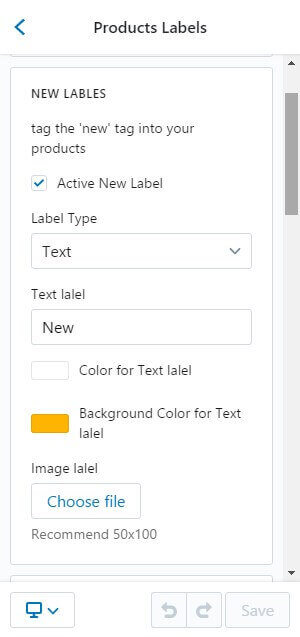 Products Labels
NEW LABLES
tag the 'new' tag into your
products
Active New Label
Label Type
Text
Text lalel
New
Color for Text lalel
Background Color for Text
lalel
Image lalel
Choose file
Recommend 50x100
Save